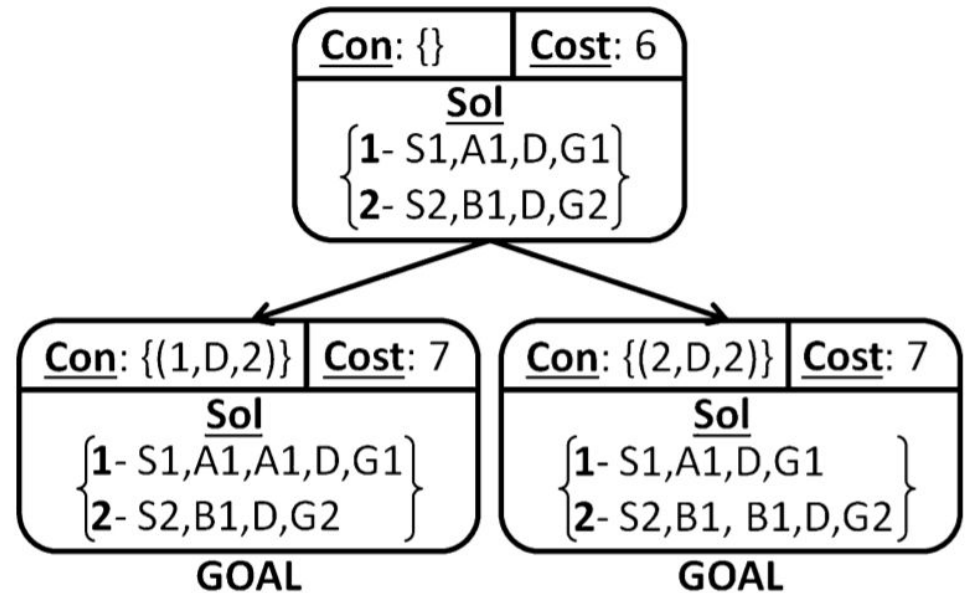 Con: {} Cost: 6
Sol
1- S1,A1,D,G1
2- S2,B1,D,G2
Con: {(1,D,2)} Cost: 7
Sol
1- S1,A1,A1,D,G1
2- S2,B1,D,G2
GOAL
Con: {(2,D,2)} Cost: 7
Sol
1- S1,A1,D,G1
2- S2,B1, B1,D,G2
GOAL